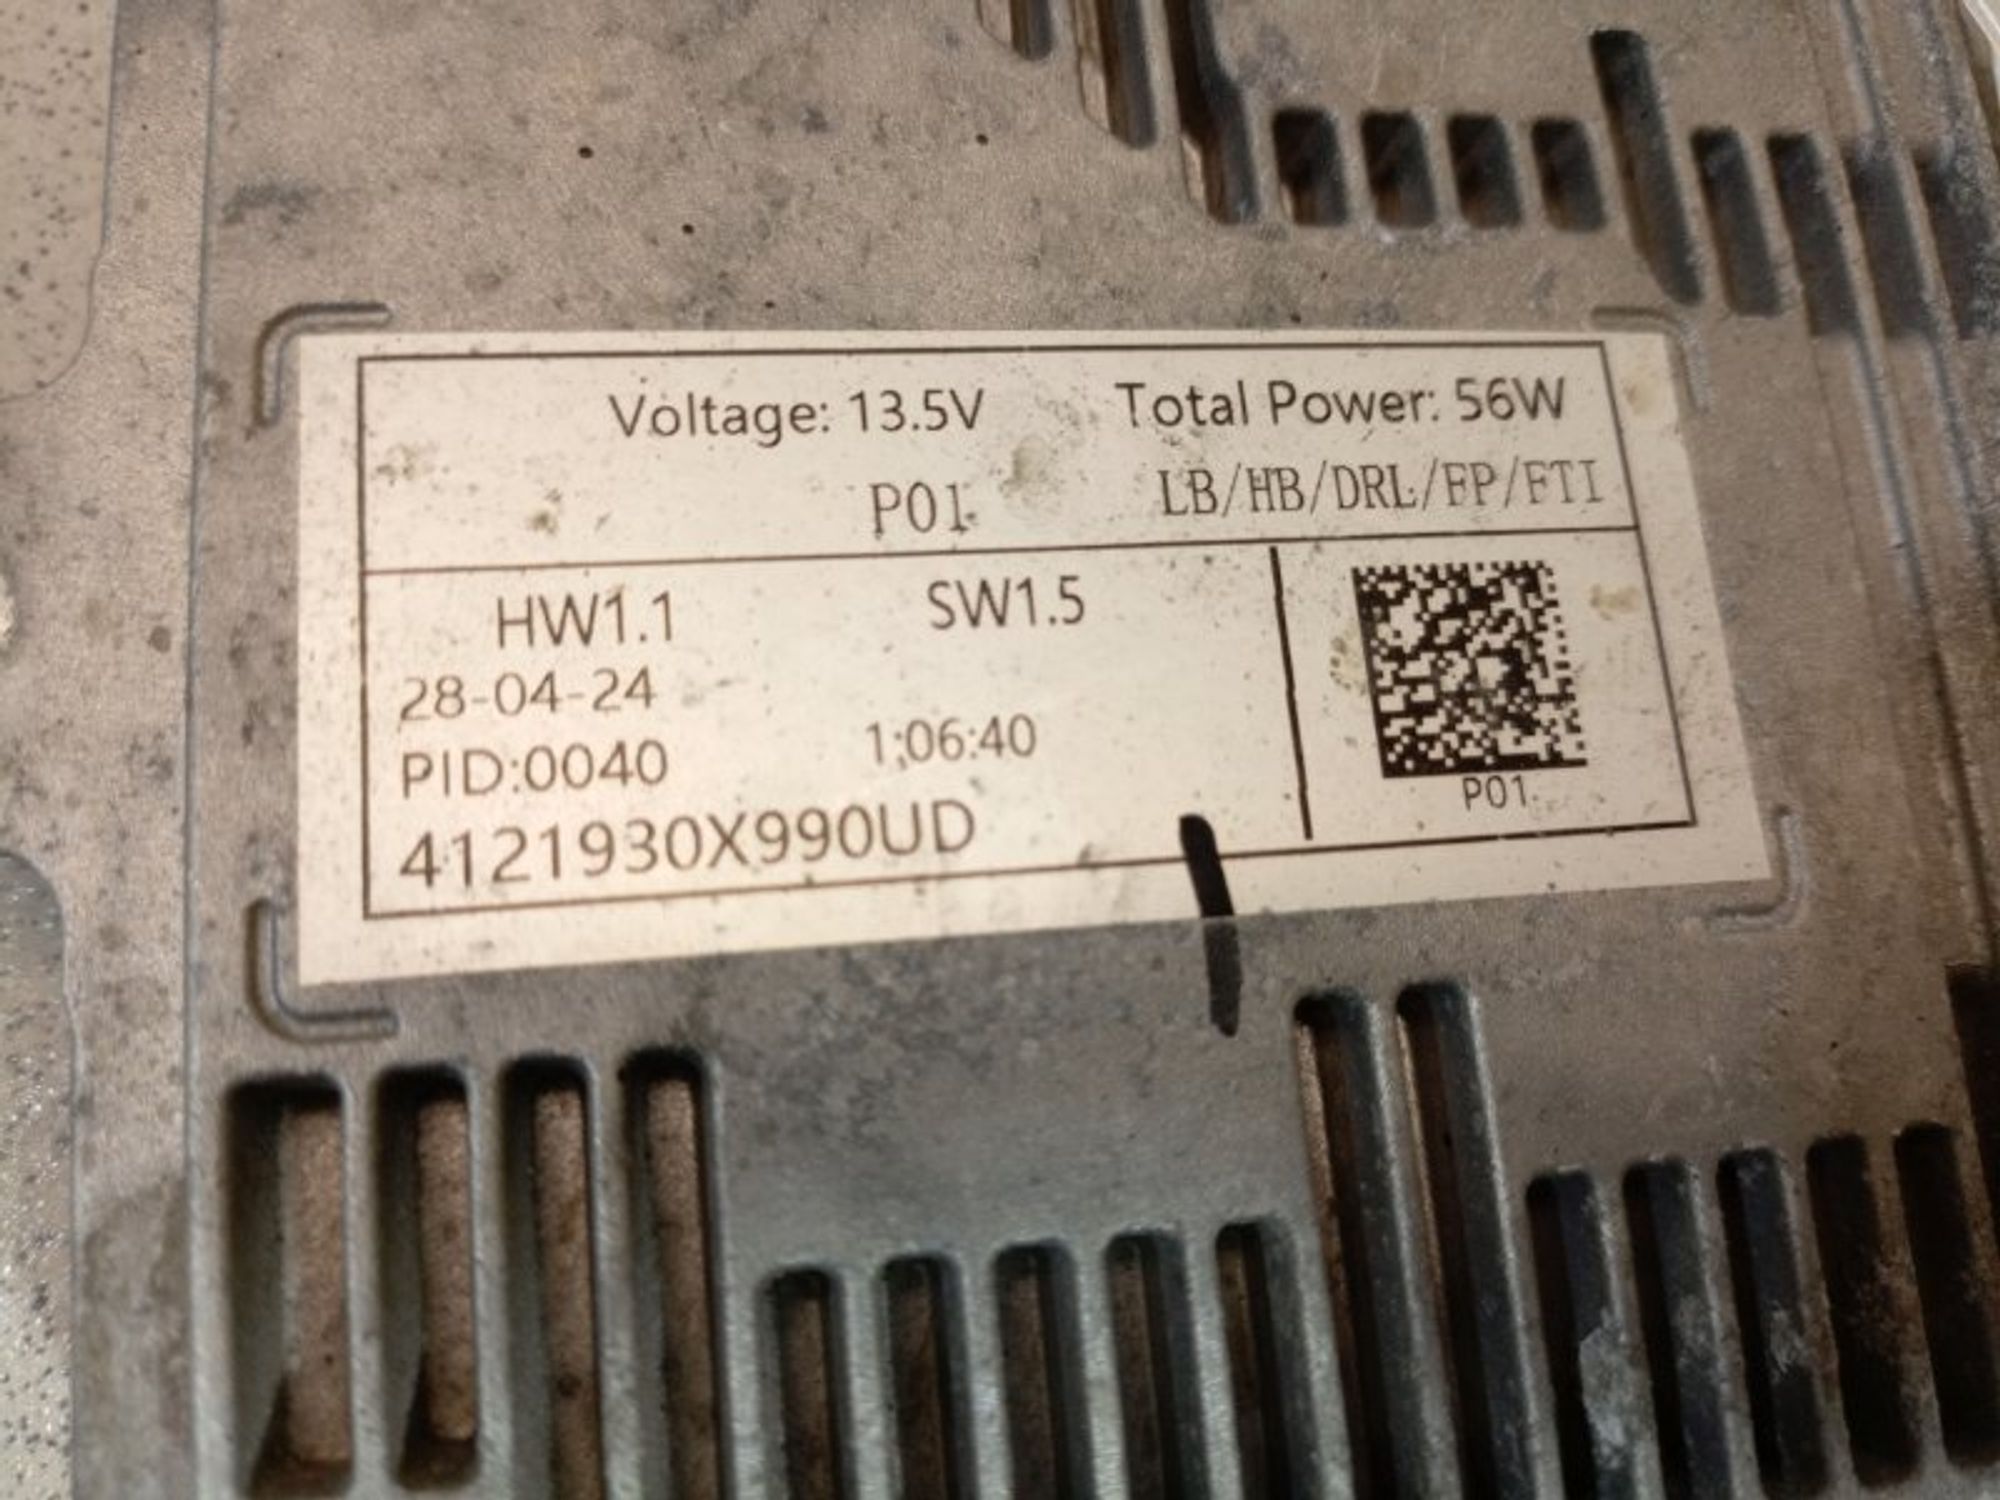 Voltage: 13.5V Total Power: 56W
P01 LB/HB/DRL/FP/FTI
HW1.1 SW1.5
28-04-24
PID:0040 1:06:40
4121930X990UD
P01